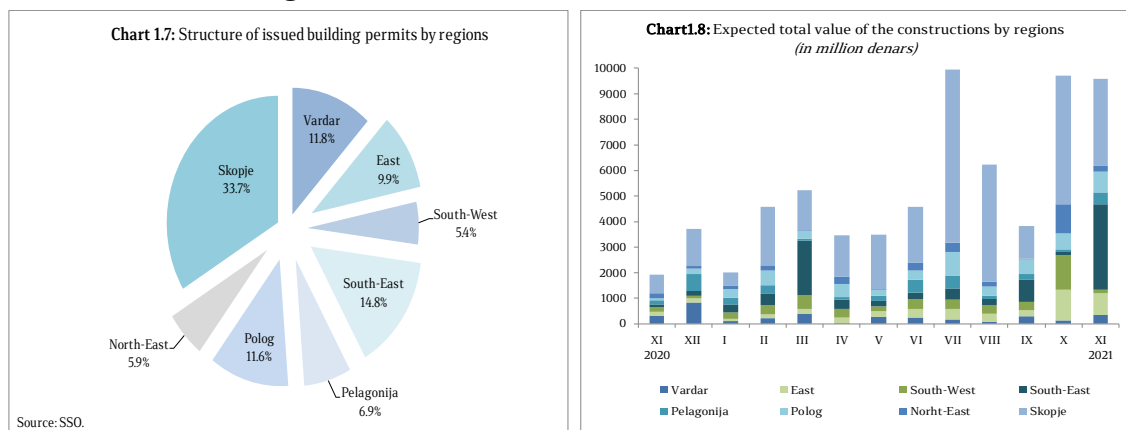 Chart 1.7: Structure of issued building permits by regions
Vardar
11.8%
East
9.9%
South-West
5.4%
South-East
14.8%
Pelagonija
6.9%
Polog
11.6%
North-East
5.9%
Skopje
33.7%
Source: SSO.
Chart1.8: Expected total value of the constructions by regions
(in million denars)
10000
9000
8000
7000
6000
5000
4000
3000
2000
1000
0
XI XII I II III IV V VI VII VIII IX X XI
2020 2021
Vardar East South-West South-East
Pelagonija Polog Norht-East Skopje